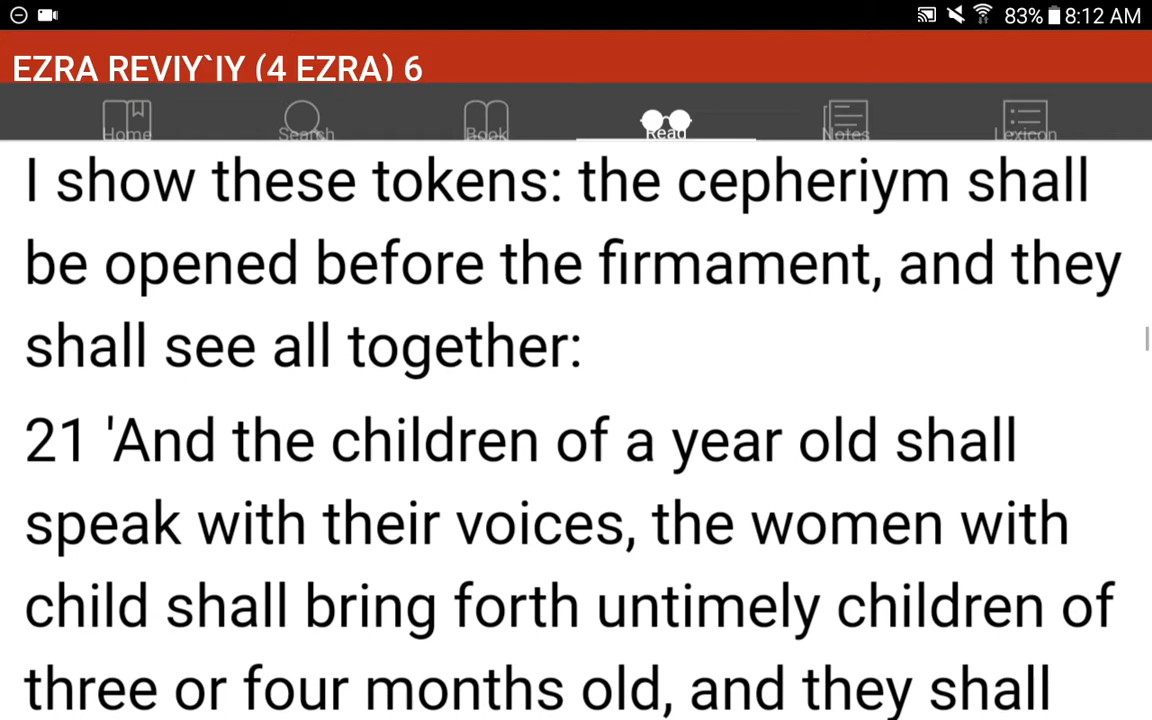 83% 8:12 AM
EZRA REVIY`IY (4 EZRA) 6
Home Search Book Read Notes Lexicon
I show these tokens: the cepheriym shall
be opened before the firmament, and they
shall see all together:
21 'And the children of a year old shall
speak with their voices, the women with
child shall bring forth untimely children of
three or four months old, and they shall